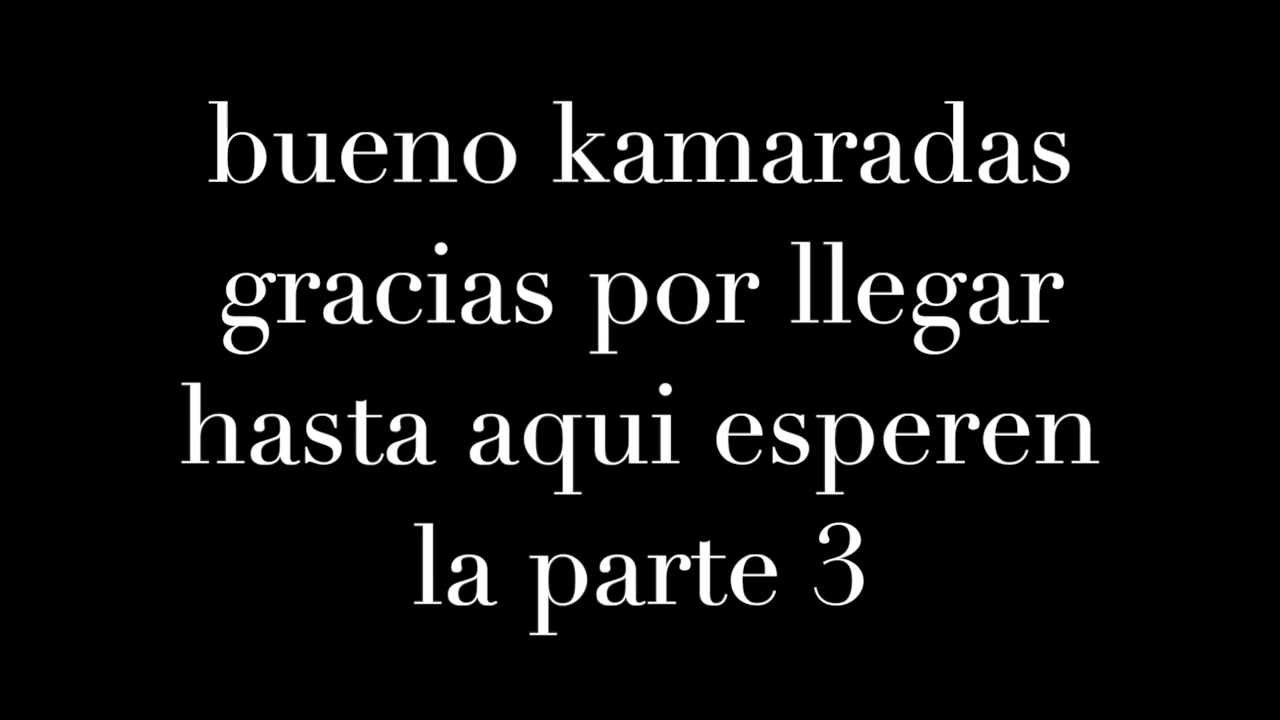 bueno kamaradas
gracias por llegar
hasta aqui esperen
la parte 3